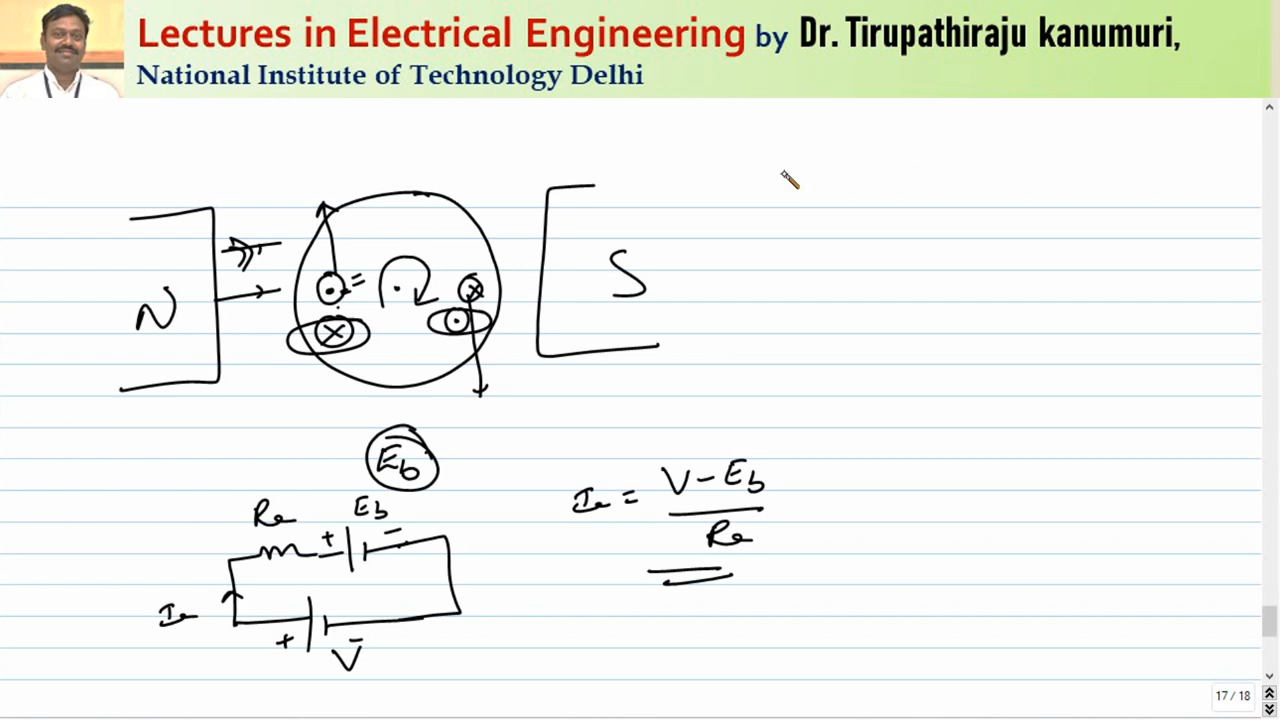 Lectures in Electrical Engineering by Dr. Tirupathiraju kanumuri,
National Institute of Technology Delhi
N
S
Eb
Ra Eb
+ −
Ia
+ −
V
Ia = V − Eb / Ra
17 / 18